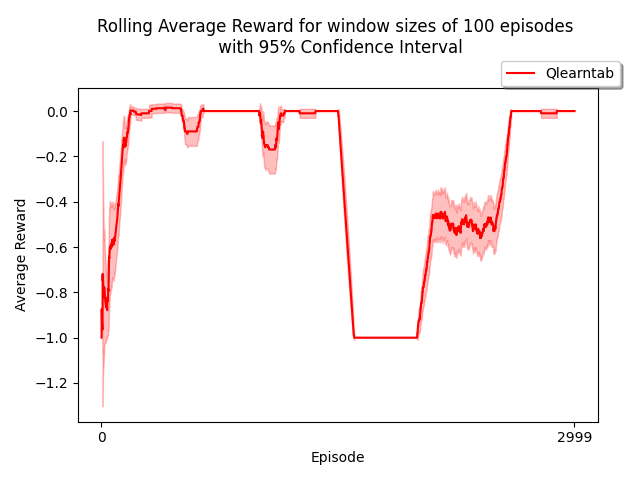 Rolling Average Reward for window sizes of 100 episodes
with 95% Confidence Interval
Qlearntab
0.0
−0.2
−0.4
−0.6
−0.8
−1.0
−1.2
Average Reward
0
2999
Episode